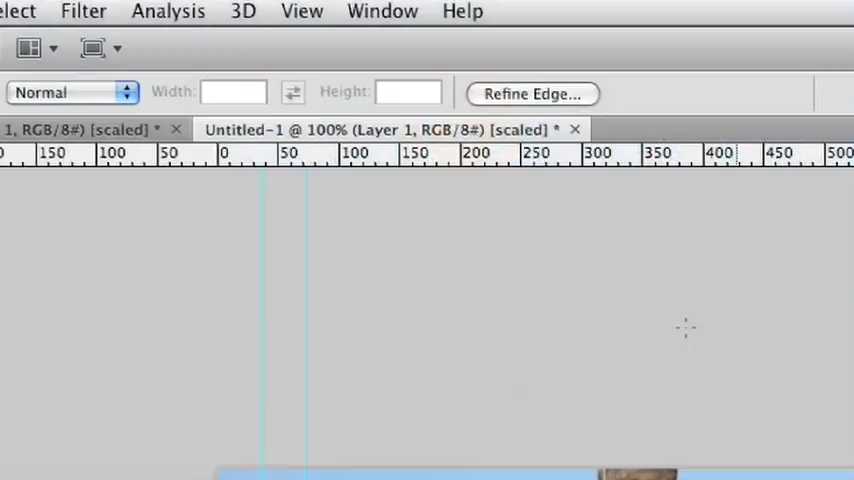 elect Filter Analysis 3D View Window Help
Normal Width: Height: Refine Edge...
1, RGB/8#) [scaled] * × Untitled-1 @ 100% (Layer 1, RGB/8#) [scaled] * ×
0 150 100 50 0 50 100 150 200 250 300 350 400 450 500